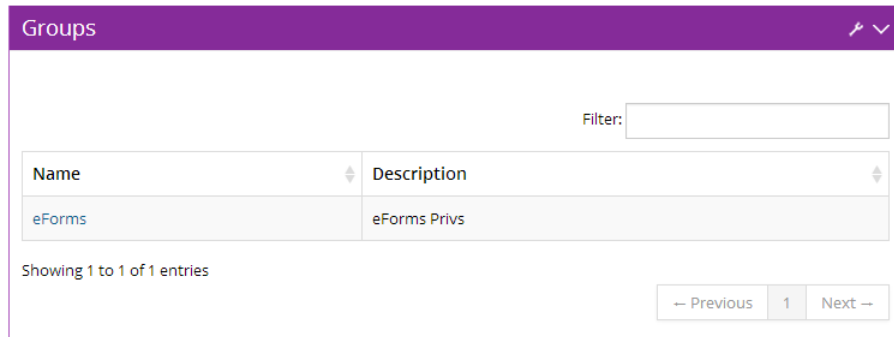 Groups
Filter:
Name Description
eForms eForms Privs
Showing 1 to 1 of 1 entries
← Previous 1 Next →